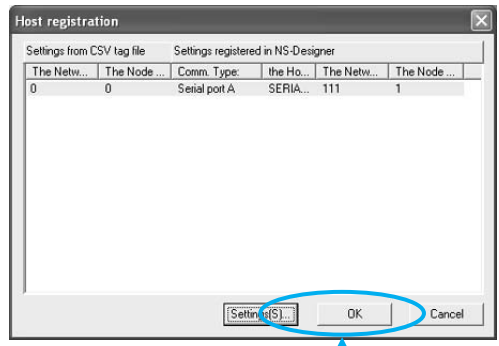 Host registration
Settings from CSV tag file Settings registered in NS-Designer
The Netw... The Node ... Comm. Type: the Ho... The Netw... The Node ...
0 0 Serial port A SERIA... 111 1
Settings(S)... OK Cancel